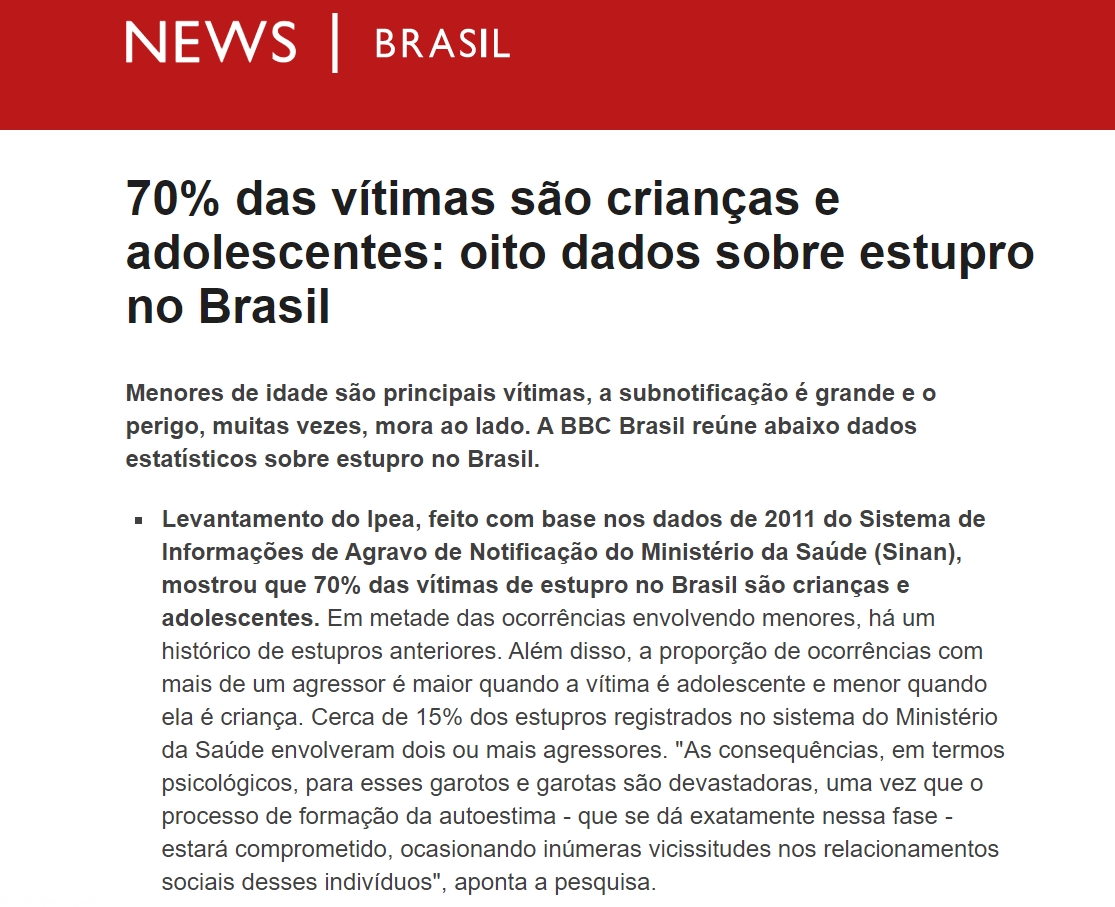 NEWS | BRASIL
70% das vítimas são crianças e
adolescentes: oito dados sobre estupro
no Brasil
Menores de idade são principais vítimas, a subnotificação é grande e o
perigo, muitas vezes, mora ao lado. A BBC Brasil reúne abaixo dados
estatísticos sobre estupro no Brasil.
▪ Levantamento do Ipea, feito com base nos dados de 2011 do Sistema de
Informações de Agravo de Notificação do Ministério da Saúde (Sinan),
mostrou que 70% das vítimas de estupro no Brasil são crianças e
adolescentes. Em metade das ocorrências envolvendo menores, há um
histórico de estupros anteriores. Além disso, a proporção de ocorrências com
mais de um agressor é maior quando a vítima é adolescente e menor quando
ela é criança. Cerca de 15% dos estupros registrados no sistema do Ministério
da Saúde envolveram dois ou mais agressores. "As consequências, em termos
psicológicos, para esses garotos e garotas são devastadoras, uma vez que o
processo de formação da autoestima - que se dá exatamente nessa fase -
estará comprometido, ocasionando inúmeras vicissitudes nos relacionamentos
sociais desses indivíduos", aponta a pesquisa.